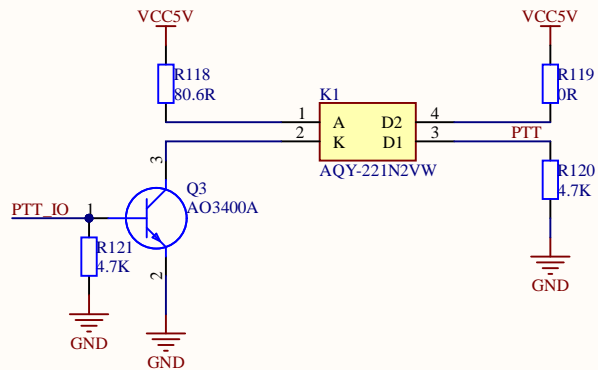 VCC5V
VCC5V
R118
80.6R
R119
0R
K1
1
A
D2
4
2
K
D1
3
PTT
AQY-221N2VW
3
Q3
AO3400A
R120
4.7K
PTT_IO
1
R121
4.7K
2
GND
GND
GND